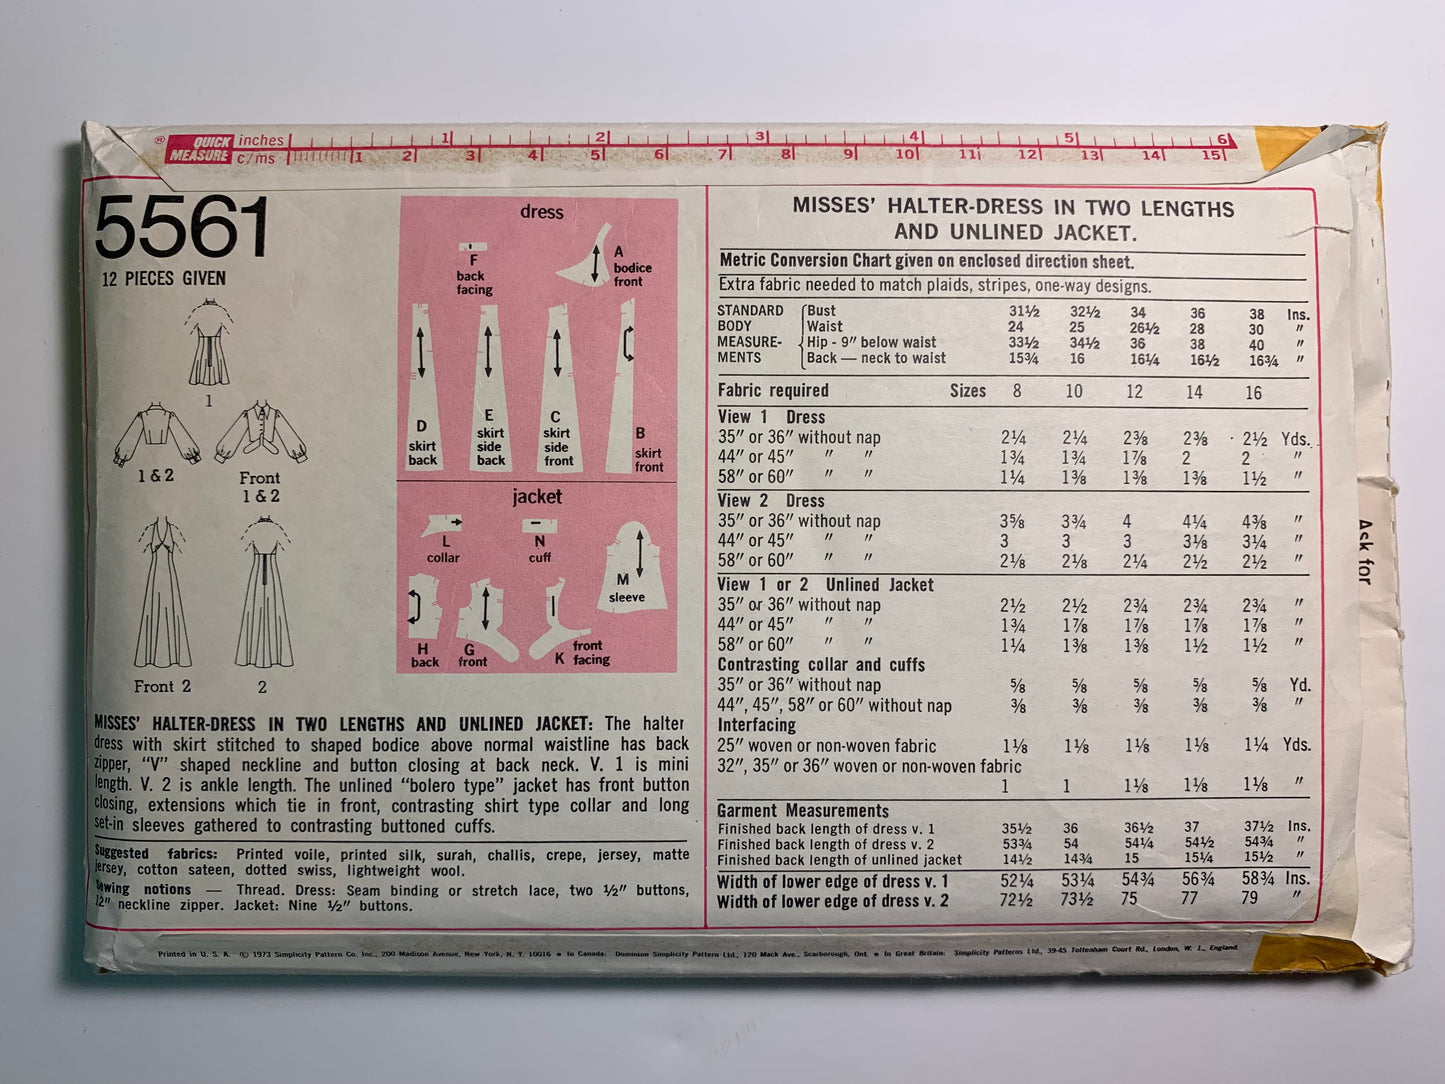 ® QUICK MEASURE inches 1 2 3 4 5 6
c/ms 1 2 3 4 5 6 7 8 9 10 11 12 13 14 15
5561
12 PIECES GIVEN
1
1 & 2
Front
1 & 2
Front 2
2
dress
F
back
facing
A
bodice
front
D
skirt
back
E
skirt
side
back
C
skirt
side
front
B
skirt
front
jacket
L
collar
N
cuff
M
sleeve
H
back
G
front
K front
facing
MISSES' HALTER-DRESS IN TWO LENGTHS AND UNLINED JACKET: The halter
dress with skirt stitched to shaped bodice above normal waistline has back
zipper, "V" shaped neckline and button closing at back neck. V. 1 is mini
length. V. 2 is ankle length. The unlined "bolero type" jacket has front button
closing, extensions which tie in front, contrasting shirt type collar and long
set-in sleeves gathered to contrasting buttoned cuffs.
Suggested fabrics: Printed voile, printed silk, surah, challis, crepe, jersey, matte
jersey, cotton sateen, dotted swiss, lightweight wool.
Sewing notions — Thread. Dress: Seam binding or stretch lace, two ½" buttons,
12" neckline zipper. Jacket: Nine ½" buttons.
MISSES' HALTER-DRESS IN TWO LENGTHS
AND UNLINED JACKET.
Metric Conversion Chart given on enclosed direction sheet.
Extra fabric needed to match plaids, stripes, one-way designs.
STANDARD Bust 31½ 32½ 34 36 38 Ins.
BODY Waist 24 25 26½ 28 30 "
MEASURE- Hip - 9" below waist 33½ 34½ 36 38 40 "
MENTS Back — neck to waist 15¾ 16 16¼ 16½ 16¾ "
Fabric required Sizes 8 10 12 14 16
View 1 Dress
35" or 36" without nap 2¼ 2¼ 2⅜ 2⅜ 2½ Yds.
44" or 45" " " 1¾ 1¾ 1⅞ 2 2 "
58" or 60" " " 1¼ 1⅜ 1⅜ 1⅜ 1½ "
View 2 Dress
35" or 36" without nap 3⅝ 3¾ 4 4¼ 4⅜ "
44" or 45" " " 3 3 3 3⅛ 3¼ "
58" or 60" " " 2⅛ 2⅛ 2¼ 2½ 2½ "
View 1 or 2 Unlined Jacket
35" or 36" without nap 2½ 2½ 2¾ 2¾ 2¾ "
44" or 45" " " 1¾ 1⅞ 1⅞ 1⅞ 1⅞ "
58" or 60" " " 1¼ 1⅜ 1⅜ 1½ 1½ "
Contrasting collar and cuffs
35" or 36" without nap ⅝ ⅝ ⅝ ⅝ ⅝ Yd.
44", 45", 58" or 60" without nap ⅜ ⅜ ⅜ ⅜ ⅜ "
Interfacing
25" woven or non-woven fabric 1⅛ 1⅛ 1⅛ 1⅛ 1¼ Yds.
32", 35" or 36" woven or non-woven fabric
1 1 1⅛ 1⅛ 1⅛ "
Garment Measurements
Finished back length of dress v. 1 35½ 36 36½ 37 37½ Ins.
Finished back length of dress v. 2 53¾ 54 54¼ 54½ 54¾ "
Finished back length of unlined jacket 14½ 14¾ 15 15¼ 15½ "
Width of lower edge of dress v. 1 52¼ 53¼ 54¾ 56¾ 58¾ Ins.
Width of lower edge of dress v. 2 72½ 73½ 75 77 79 "
Ask for
Printed in U. S. A. © 1973 Simplicity Pattern Co. Inc., 200 Madison Avenue, New York, N. Y. 10016 * In Canada: Dominion Simplicity Pattern Ltd., 120 Mack Ave., Scarborough, Ont. * In Great Britain: Simplicity Patterns Ltd., 39-45 Tottenham Court Rd., London, W. 1., England.